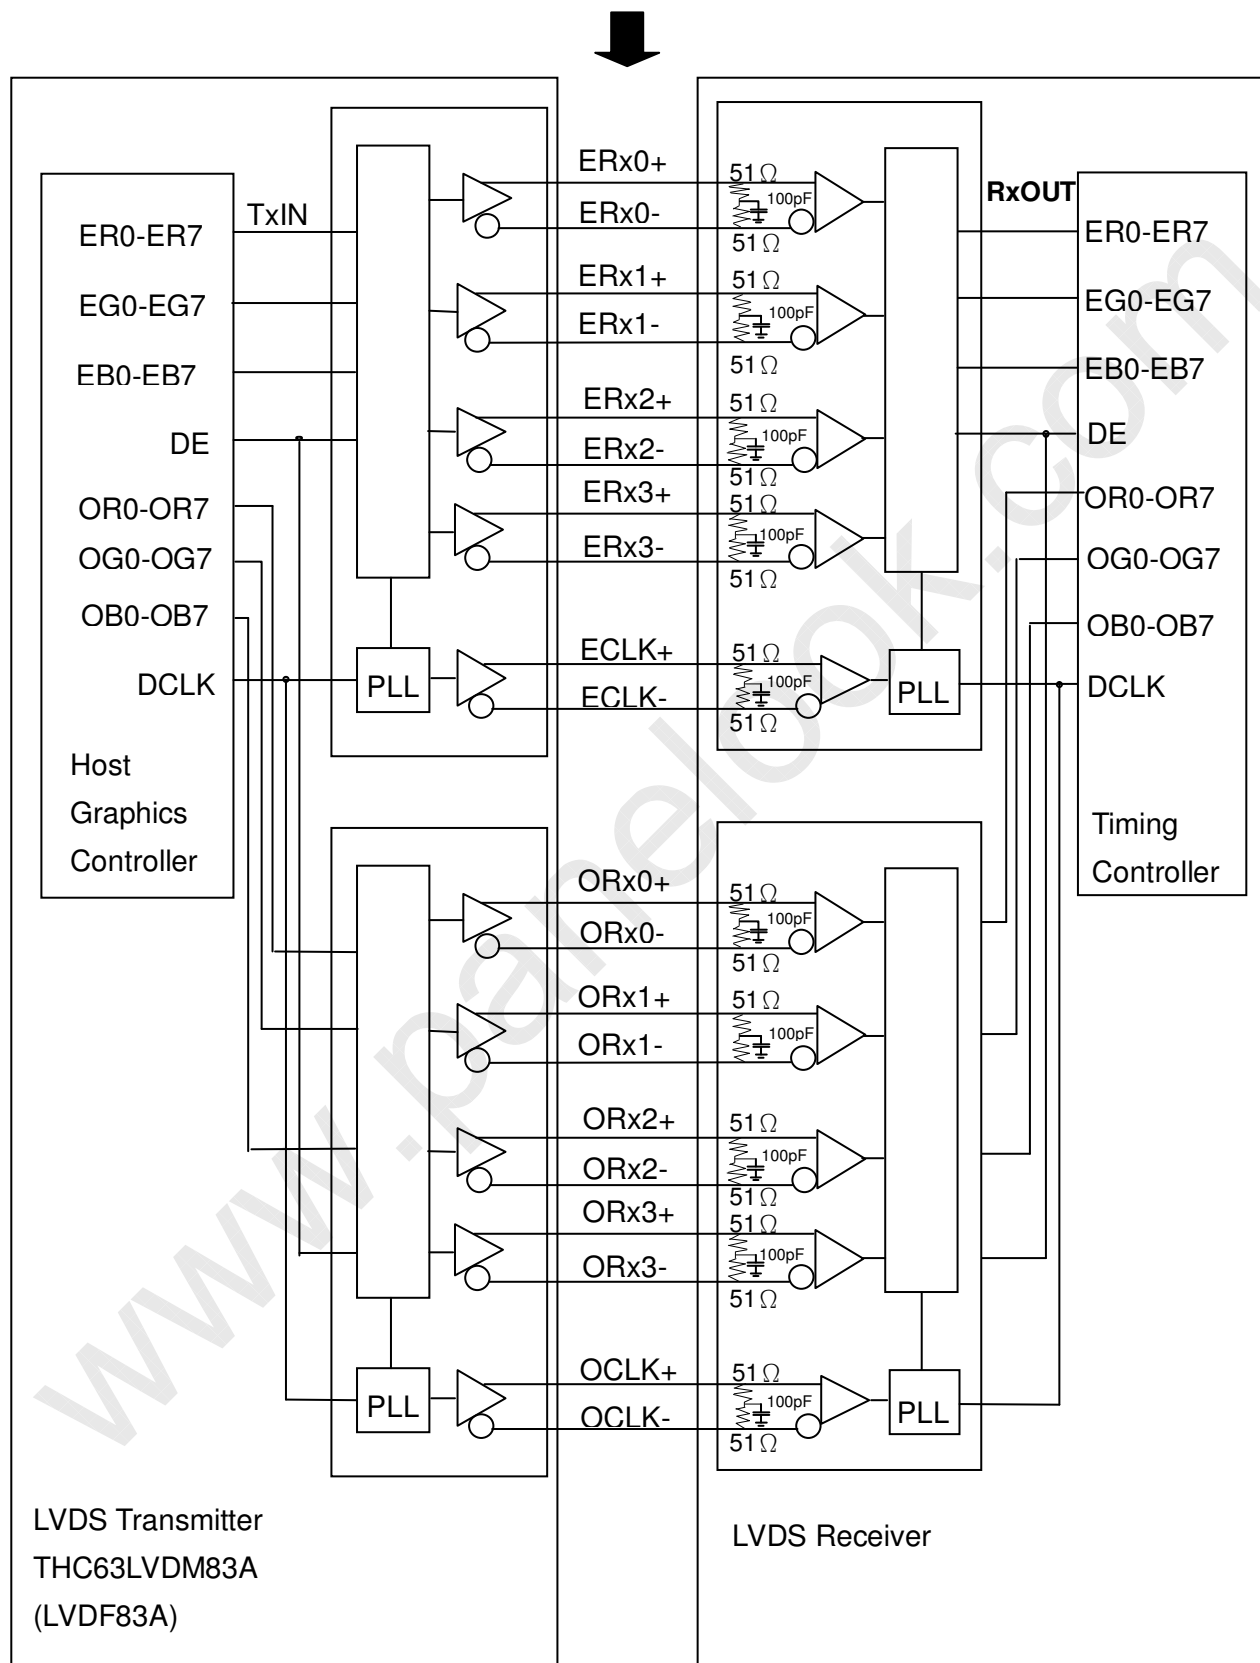 ERx0+
51Ω
RxOUT
TxIN
100pF
ERx0-
51Ω
ER0-ER7
ER0-ER7
ERx1+
51Ω
EG0-EG7
100pF
ERx1-
EG0-EG7
51Ω
EB0-EB7
EB0-EB7
ERx2+
51Ω
100pF
DE
ERx2-
DE
51Ω
ERx3+
51Ω
OR0-OR7
OR0-OR7
100pF
ERx3-
OG0-OG7
OG0-OG7
51Ω
OB0-OB7
OB0-OB7
ECLK+
51Ω
DCLK
PLL
100pF
PLL
DCLK
ECLK-
51Ω
Host
Graphics
Controller
Timing
Controller
ORx0+
51Ω
100pF
ORx0-
51Ω
ORx1+
51Ω
100pF
ORx1-
51Ω
ORx2+
51Ω
100pF
ORx2-
51Ω
ORx3+
51Ω
100pF
ORx3-
51Ω
OCLK+
51Ω
PLL
100pF
PLL
OCLK-
51Ω
LVDS Transmitter
THC63LVDM83A
(LVDF83A)
LVDS Receiver
www.panelook.com